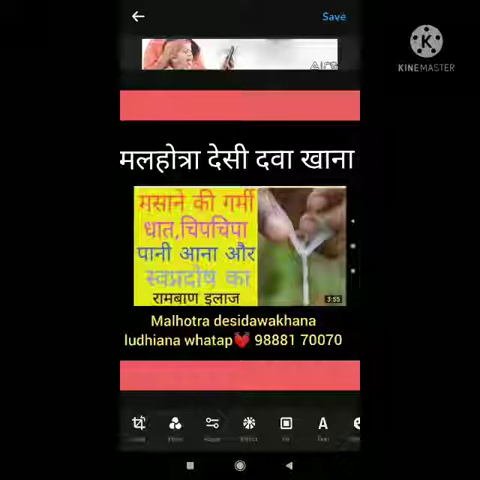 Save
KINEMASTER
मलहोत्रा देसी दवा खाना
मसाने की गर्मी
धात,चिपचिपा
पानी आना और
स्वप्नदोष का
रामबाण इलाज
3:55
Malhotra desidawakhana
ludhiana whatap 98881 70070